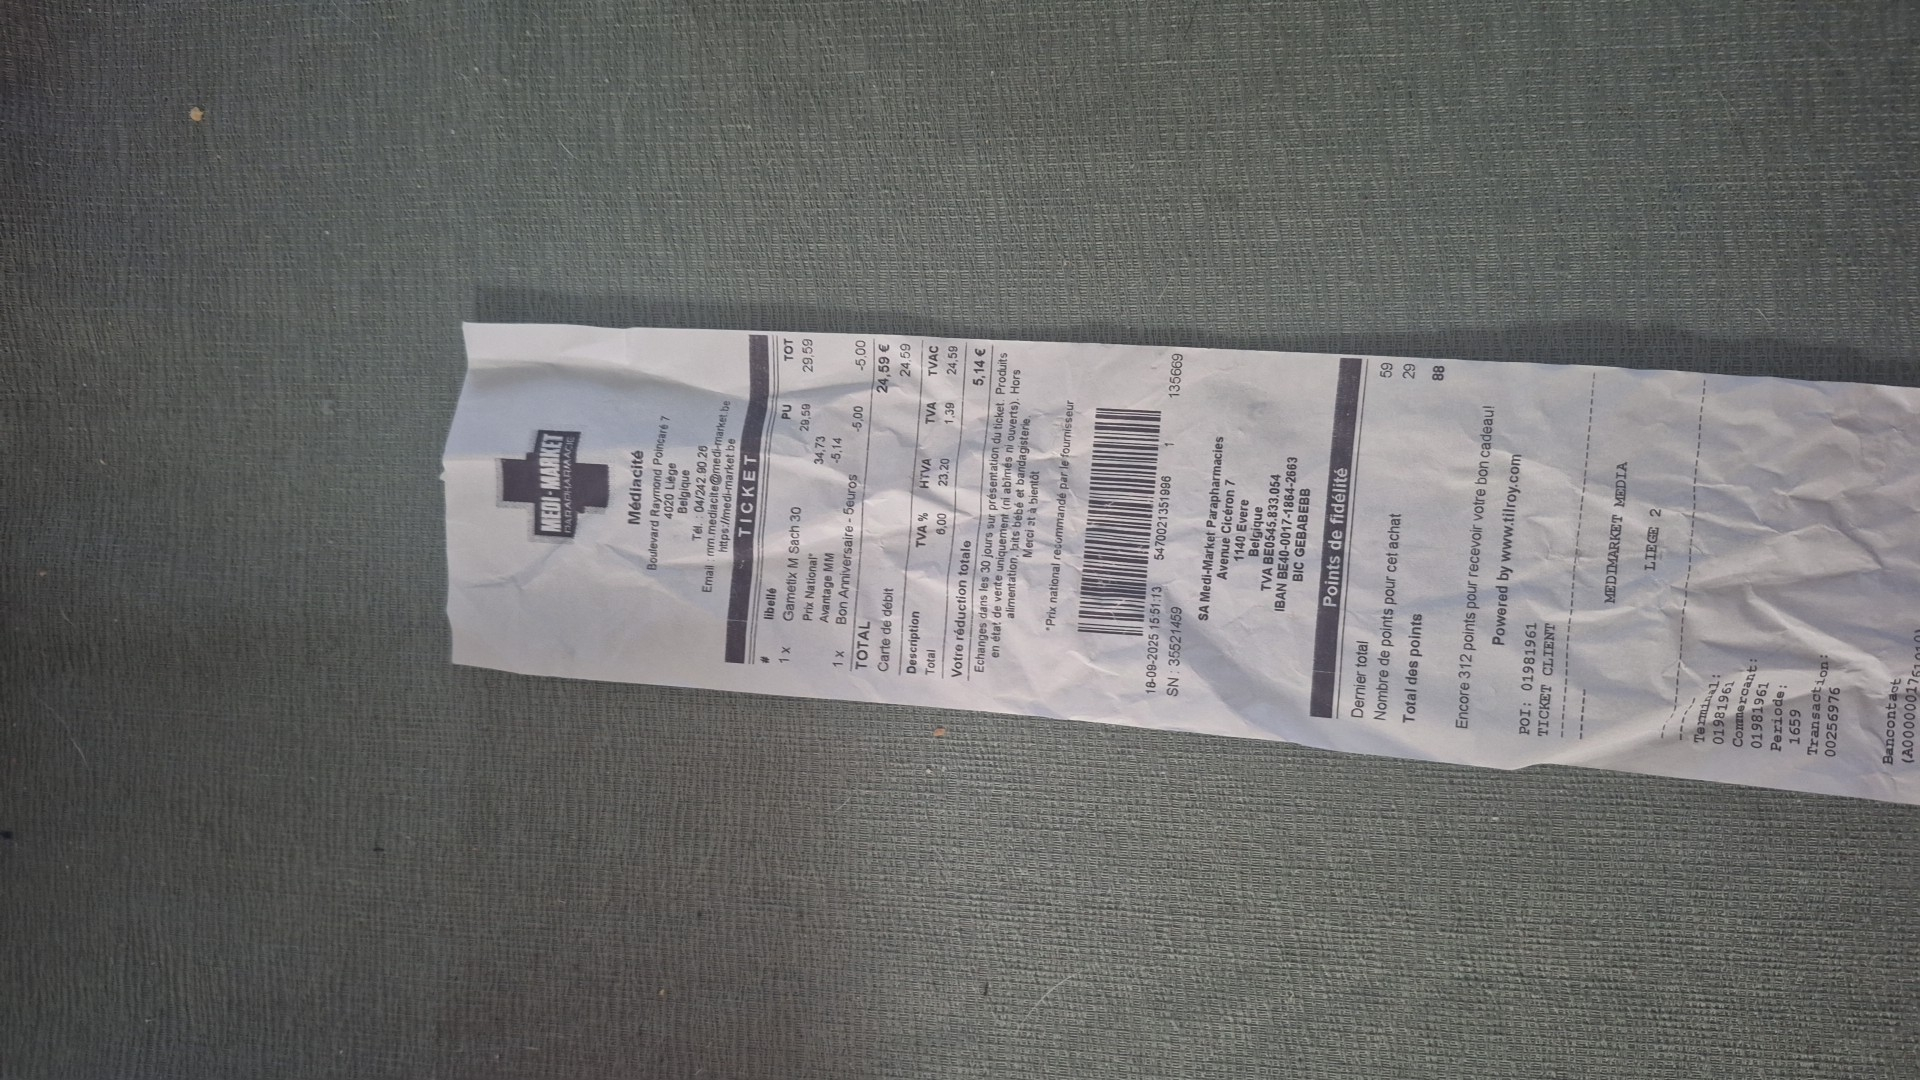 MEDI-MARKET
PARAPHARMACIE
Médiacité
Boulevard Raymond Poincaré 7
4020 Liège
Belgique
Tél. : 04/242.90.26
Email : mm.mediacite@medi-market.be
https://medi-market.be
TICKET
# libellé PU TOT
1 x Gametix M Sach 30 29,59 29,59
Prix National* 34,73
Avantage MM -5,14
1 x Bon Anniversaire - 5euros -5,00 -5,00
TOTAL 24,59 €
Carte de débit 24,59
Description TVA % HTVA TVA TVAC
Total 6,00 23,20 1,39 24,59
Votre réduction totale 5,14 €
Echanges dans les 30 jours sur présentation du ticket. Produits
en état de vente uniquement (ni abimés ni ouverts). Hors
alimentation, laits bébé et bandagisterie.
Merci et à bientôt
*Prix national recommandé par le fournisseur
18-09-2025 15:51:13 5470021351996 1 135669
SN : 35521459
SA Medi-Market Parapharmacies
Avenue Cicéron 7
1140 Evere
Belgique
TVA BE0545.833.054
IBAN BE40-0017-1864-2663
BIC GEBABEBB
Points de fidélité
Dernier total 59
Nombre de points pour cet achat 29
Total des points 88
Encore 312 points pour recevoir votre bon cadeau!
Powered by www.tilroy.com
POI: 01981961
TICKET CLIENT
MEDIMARKET MEDIA
LIEGE 2
Terminal:
01981961
Commercant:
01981961
Periode:
1659
Transaction:
00256976
Bancontact